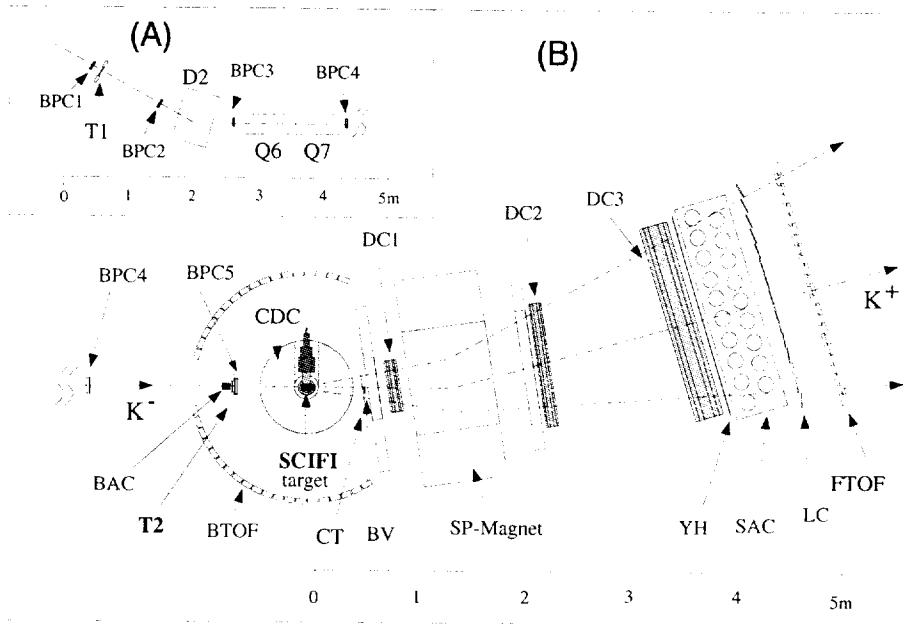 (A)
(B)
D2
BPC3
BPC4
BPC1
T1
BPC2
Q6
Q7
0 1 2 3 4 5m
DC3
DC2
DC1
BPC4
BPC5
CDC
K+
K-
SCIFI
target
BAC
FTOF
T2
BTOF
CT
BV
SP-Magnet
YH
SAC
LC
0 1 2 3 4 5m